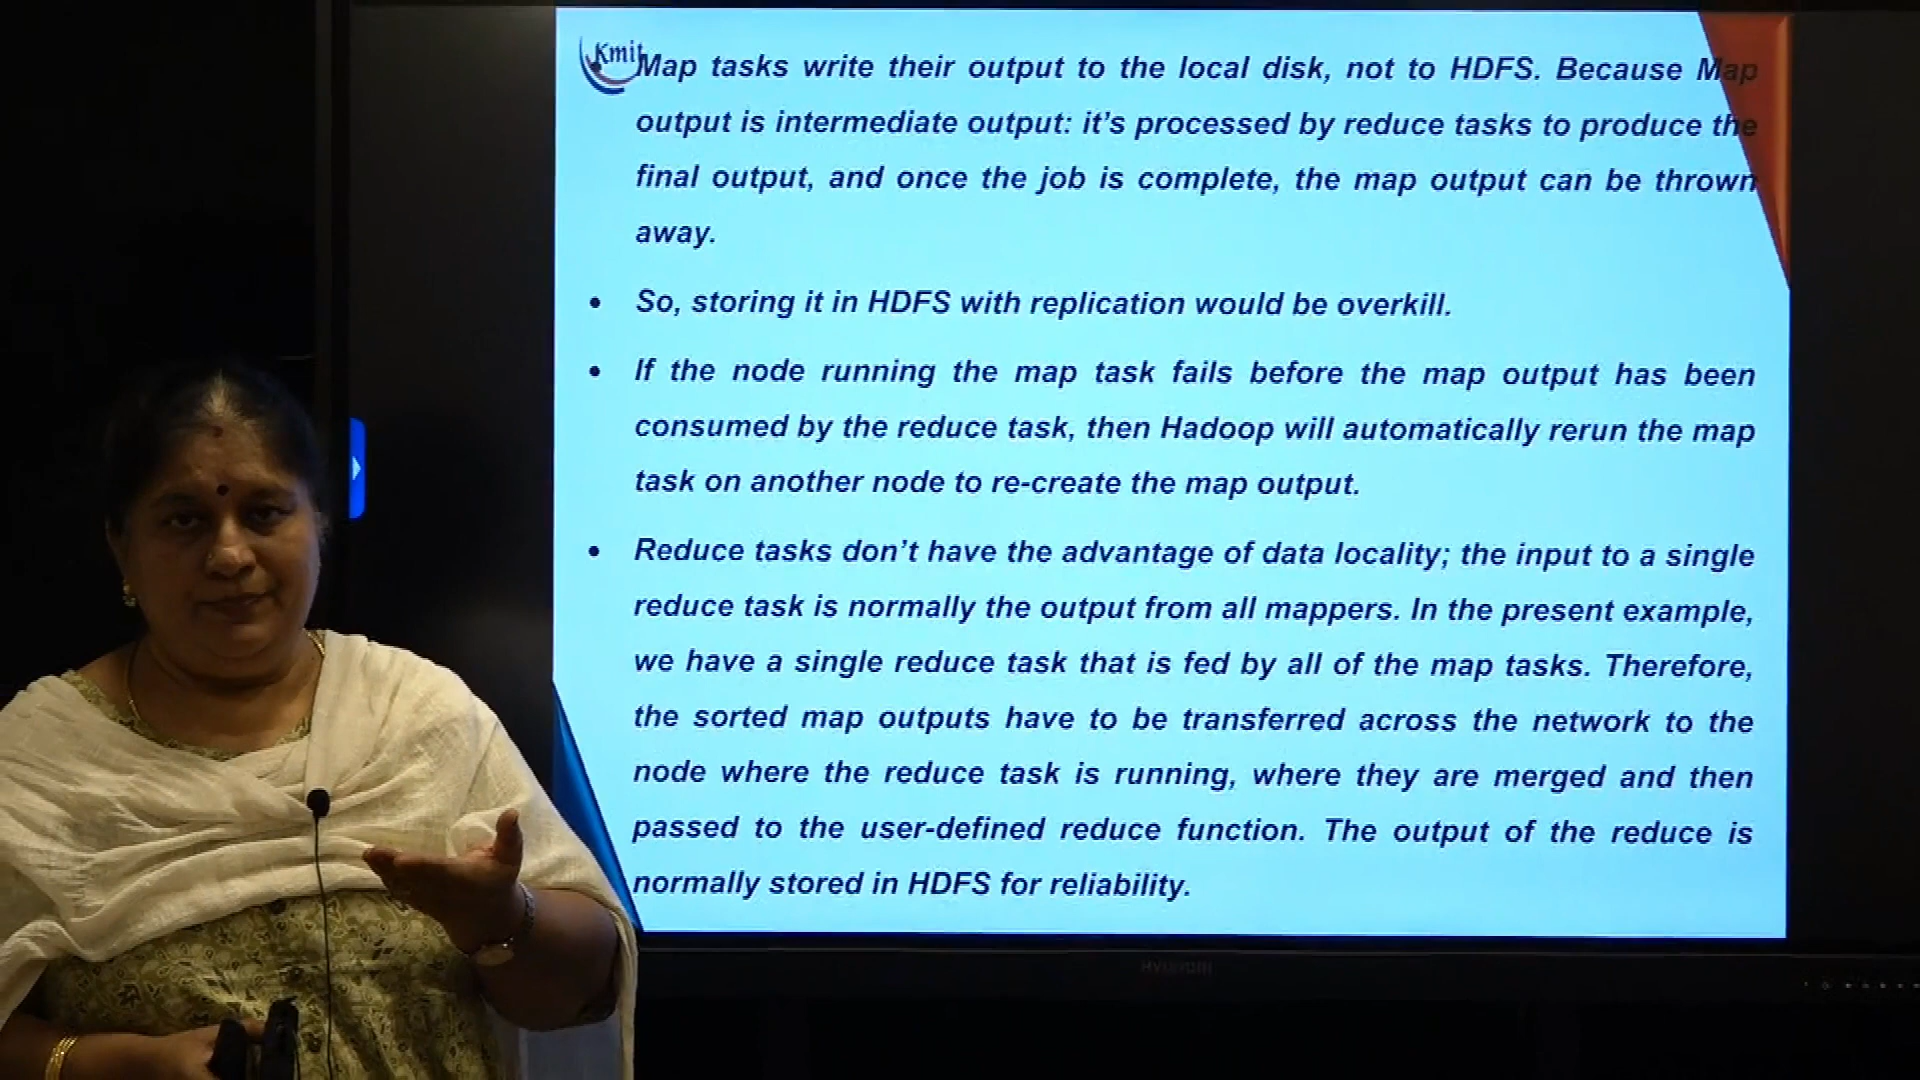 Kmit
Map tasks write their output to the local disk, not to HDFS. Because Map
output is intermediate output: it's processed by reduce tasks to produce the
final output, and once the job is complete, the map output can be thrown
away.
• So, storing it in HDFS with replication would be overkill.
• If the node running the map task fails before the map output has been
consumed by the reduce task, then Hadoop will automatically rerun the map
task on another node to re-create the map output.
• Reduce tasks don't have the advantage of data locality; the input to a single
reduce task is normally the output from all mappers. In the present example,
we have a single reduce task that is fed by all of the map tasks. Therefore,
the sorted map outputs have to be transferred across the network to the
node where the reduce task is running, where they are merged and then
passed to the user-defined reduce function. The output of the reduce is
normally stored in HDFS for reliability.
HYUNDAI